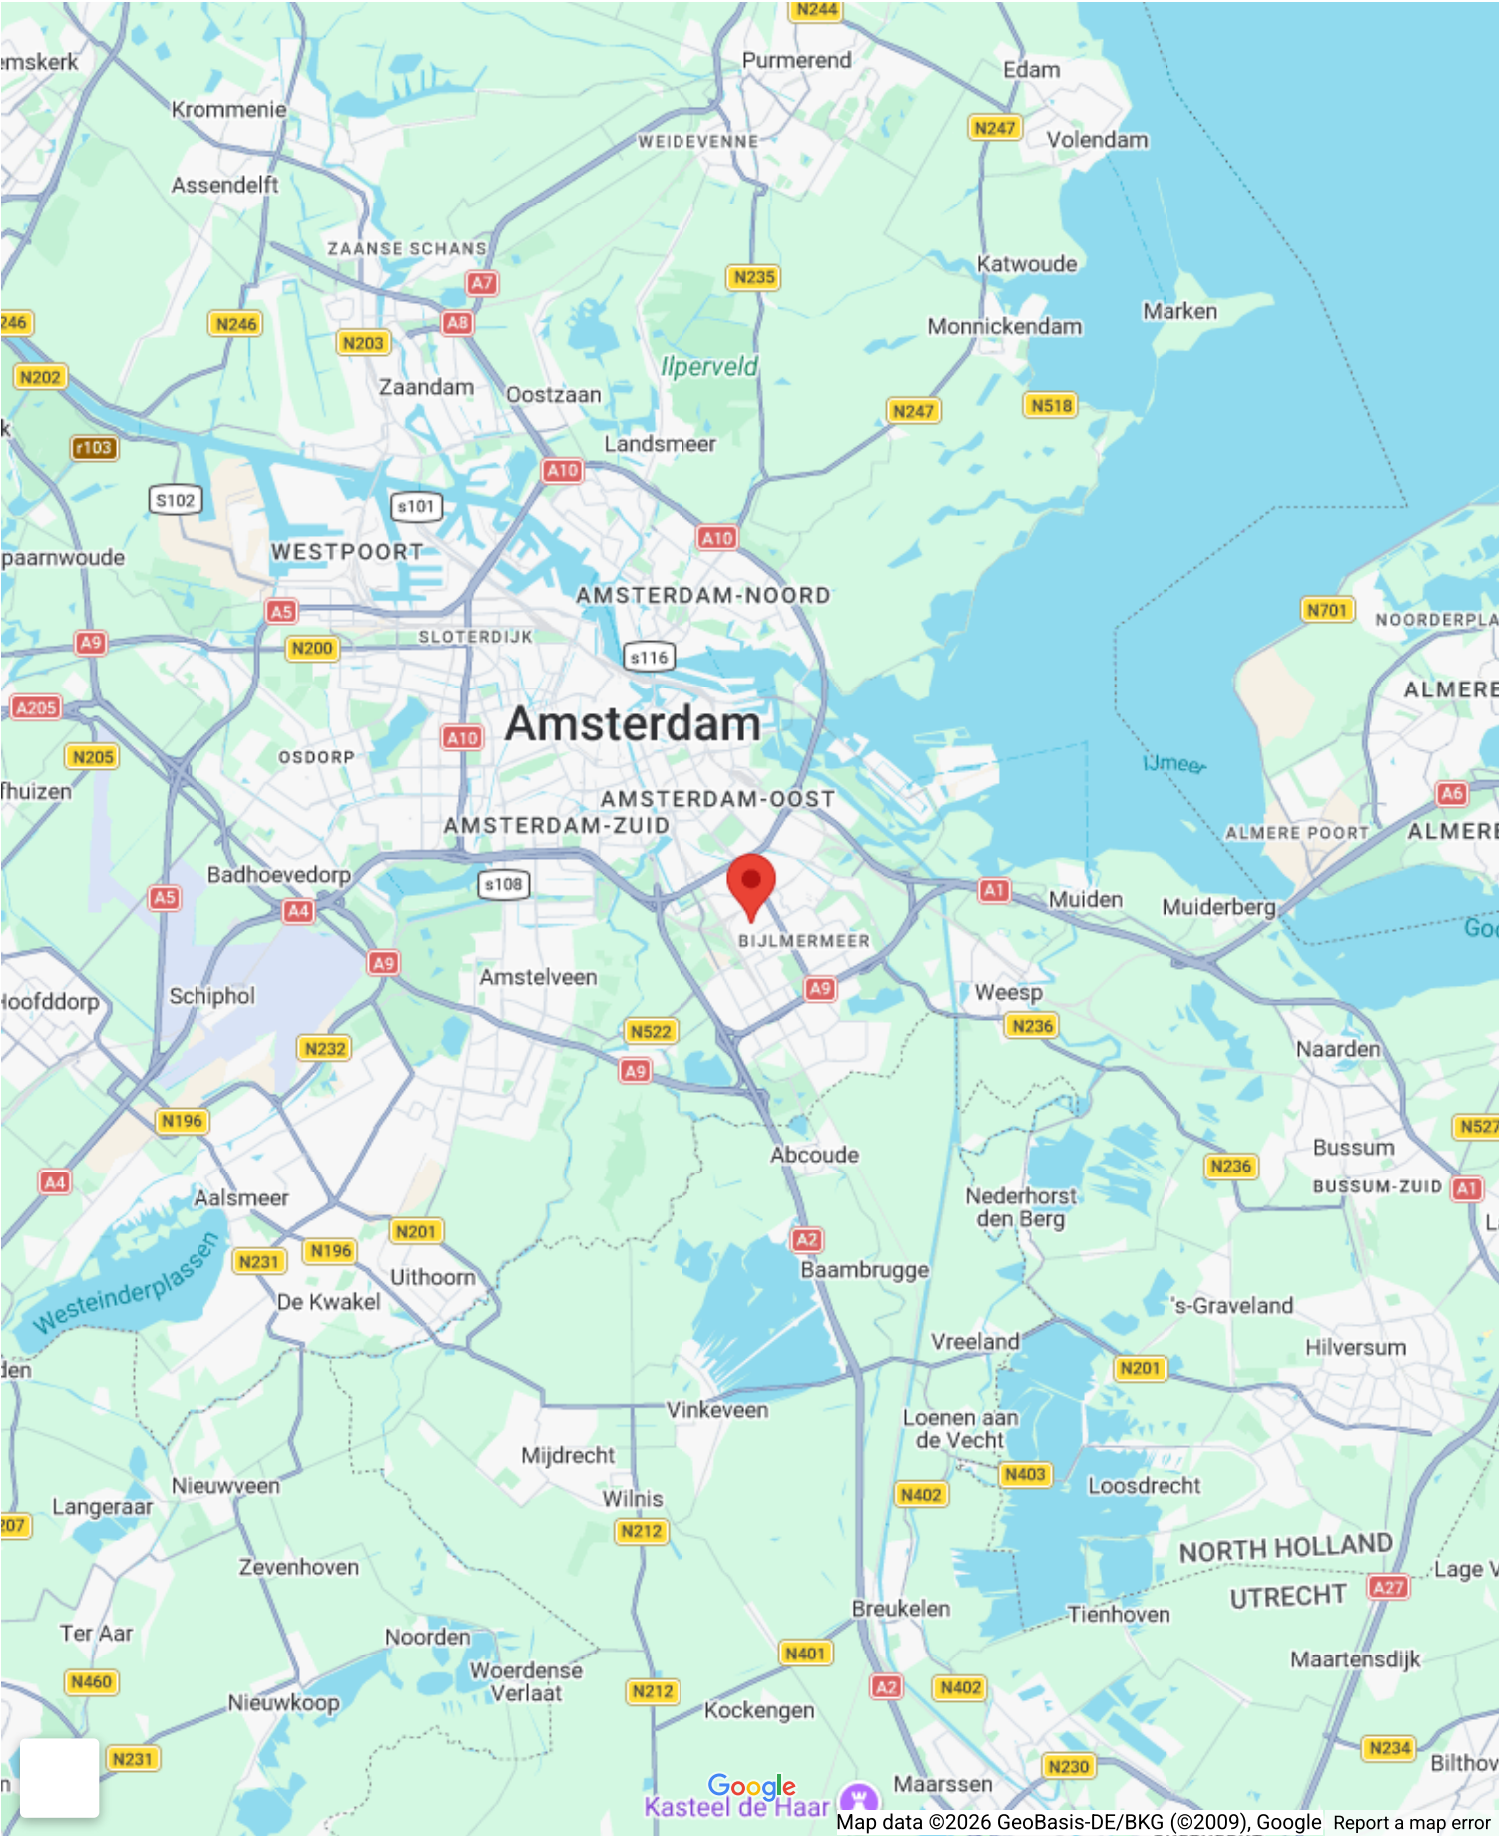 N244
Purmerend
emskerk
Edam
Krommenie
N247
WEIDEVENNE
Volendam
Assendelft
ZAANSE SCHANS
Katwoude
N235
A7
Marken
246
N246
A8
Monnickendam
N203
Ilperveld
N202
Zaandam
Oostzaan
N247
N518
k
r103
Landsmeer
A10
S102
s101
A10
WESTPOORT
paarnwoude
AMSTERDAM-NOORD
A5
N701
NOORDERPLA
SLOTERDIJK
A9
N200
s116
ALMERE
A205
Amsterdam
A10
N205
OSDORP
IJmeer
fhuizen
A6
AMSTERDAM-OOST
AMSTERDAM-ZUID
ALMERE POORT
ALMERE
Badhoevedorp
s108
A1
A5
Muiden
A4
Muiderberg
Goo
BIJLMERMEER
A9
Amstelveen
A9
Weesp
Hoofddorp
Schiphol
N522
N236
N232
Naarden
A9
N196
N527
Bussum
Abcoude
N236
A4
BUSSUM-ZUID
A1
Aalsmeer
Nederhorst
den Berg
N201
A2
N196
N231
Baambrugge
Uithoorn
Westeinderplassen
De Kwakel
's-Graveland
Vreeland
Hilversum
den
N201
Vinkeveen
Loenen aan
de Vecht
Mijdrecht
N403
Nieuwveen
Loosdrecht
N402
Langeraar
Wilnis
207
N212
NORTH HOLLAND
Zevenhoven
Lage V
A27
UTRECHT
Breukelen
Tienhoven
Ter Aar
Noorden
N401
Maartensdijk
Woerdense
Verlaat
N460
A2
N402
N212
Nieuwkoop
Kockengen
N234
N231
N230
Bilthov
n
Google
Maarssen
Kasteel de Haar
Map data ©2026 GeoBasis-DE/BKG (©2009), Google
Report a map error